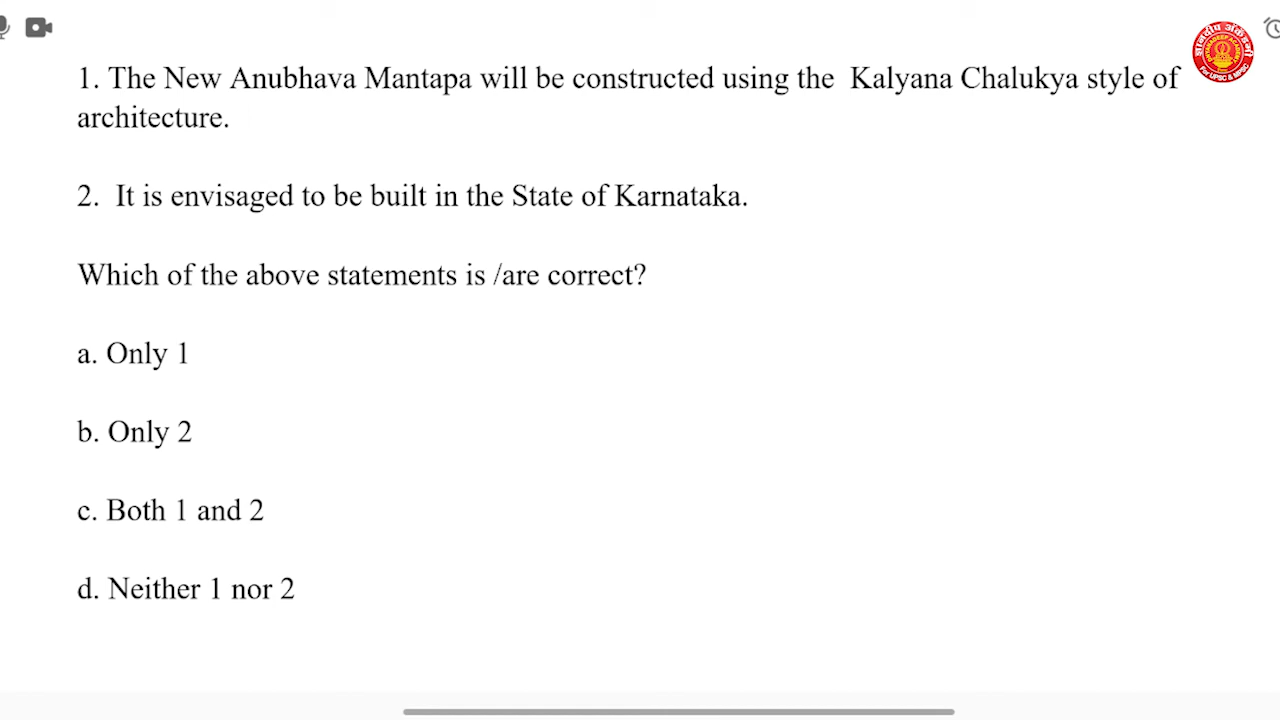 1. The New Anubhava Mantapa will be constructed using the Kalyana Chalukya style of
architecture.
2. It is envisaged to be built in the State of Karnataka.
Which of the above statements is /are correct?
a. Only 1
b. Only 2
c. Both 1 and 2
d. Neither 1 nor 2